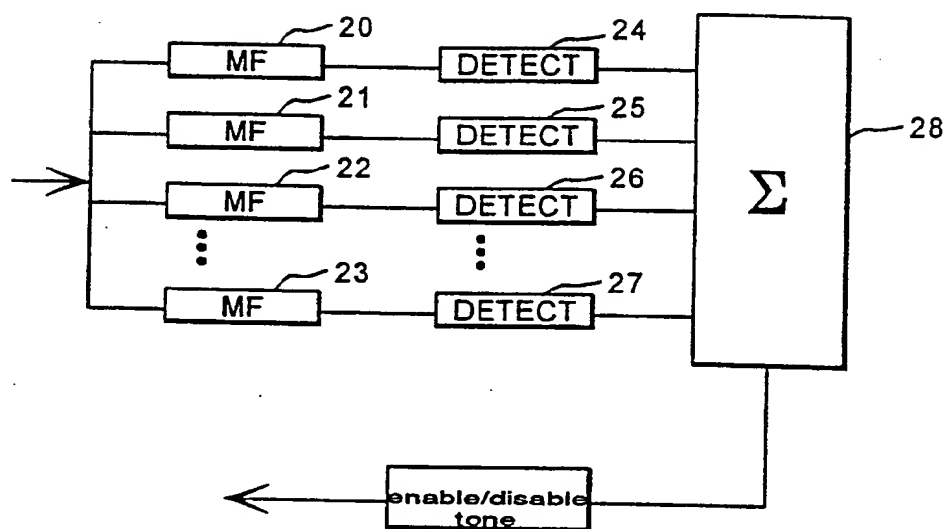 20
MF
24
DETECT
21
MF
25
DETECT
28
22
MF
26
DETECT
Σ
23
MF
27
DETECT
enable/disable
tone